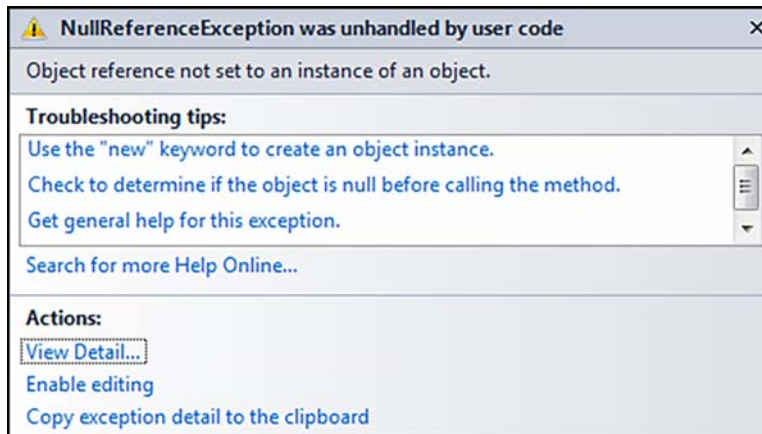 NullReferenceException was unhandled by user code
Object reference not set to an instance of an object.
Troubleshooting tips:
Use the "new" keyword to create an object instance.
Check to determine if the object is null before calling the method.
Get general help for this exception.
Search for more Help Online...
Actions:
View Detail...
Enable editing
Copy exception detail to the clipboard